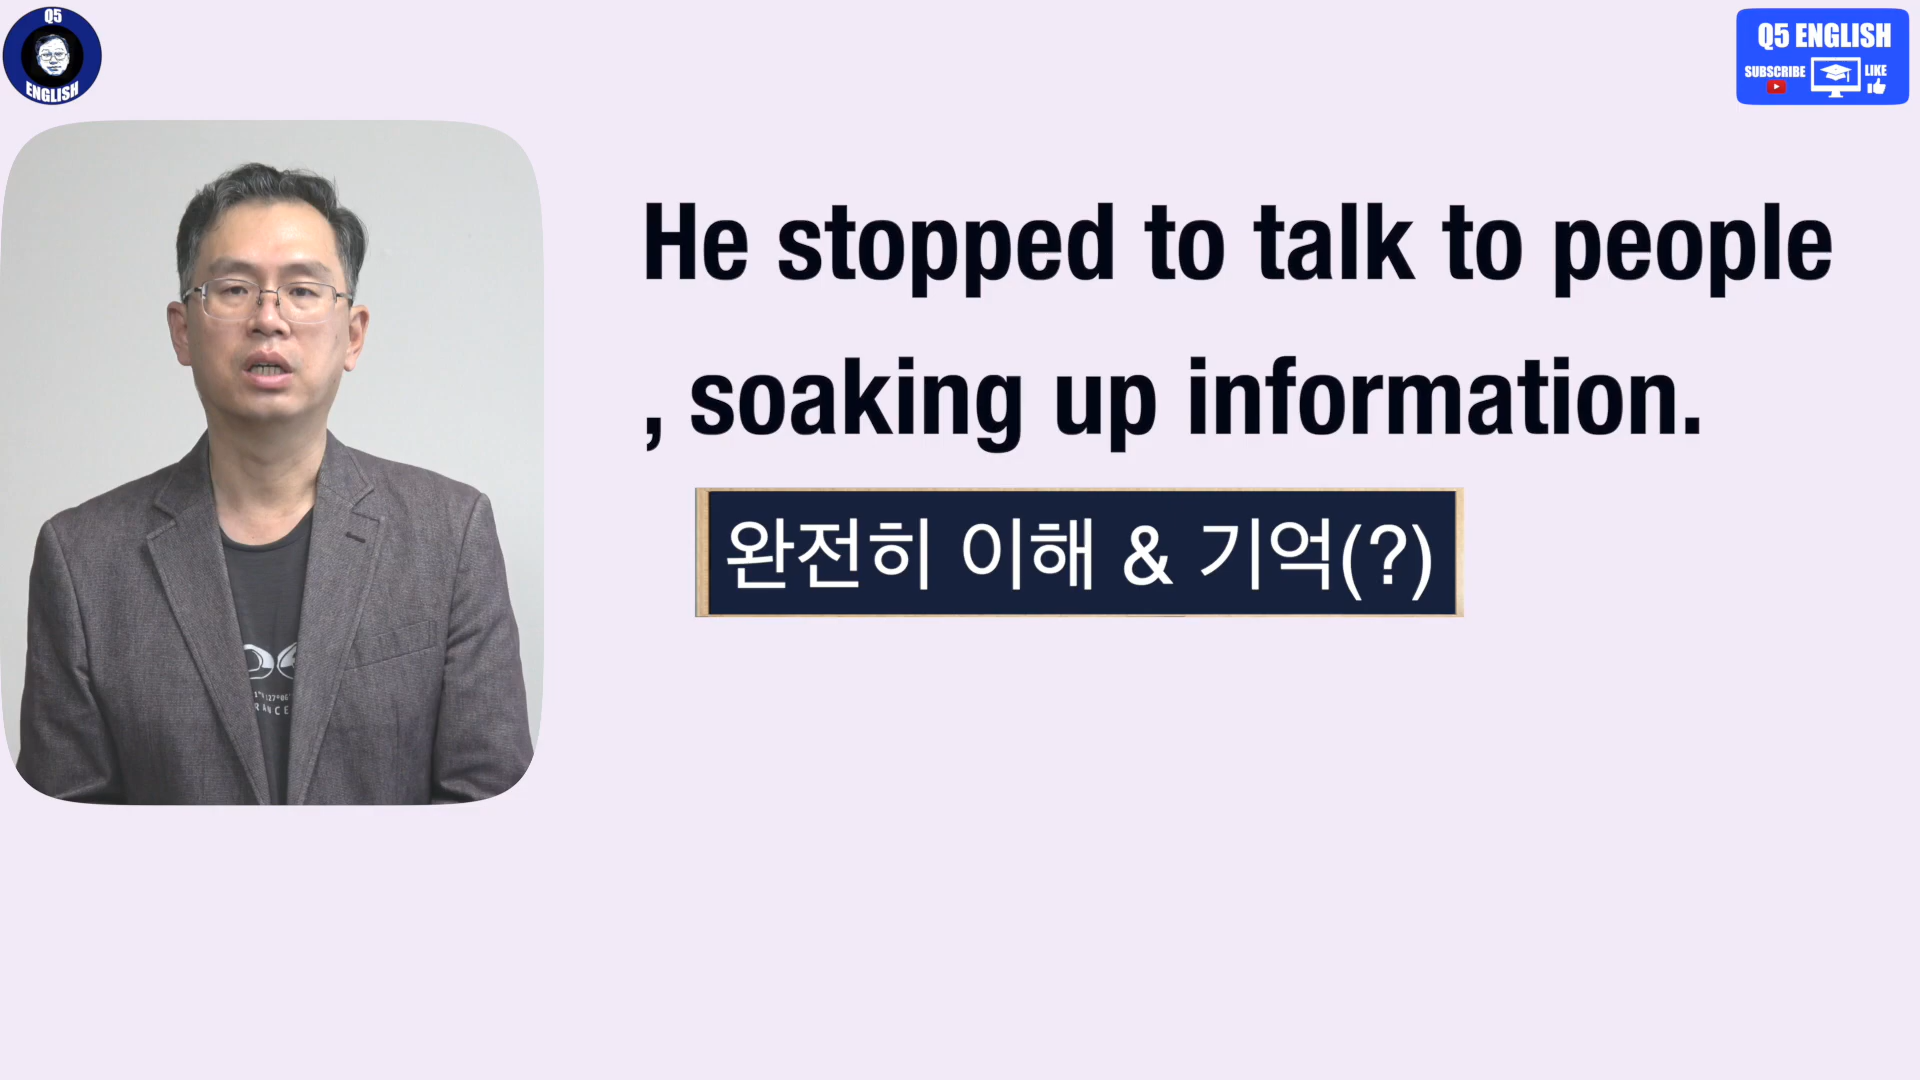 Q5
ENGLISH
Q5 ENGLISH
SUBSCRIBE
LIKE
He stopped to talk to people
, soaking up information.
완전히 이해 & 기억(?)
RANCE